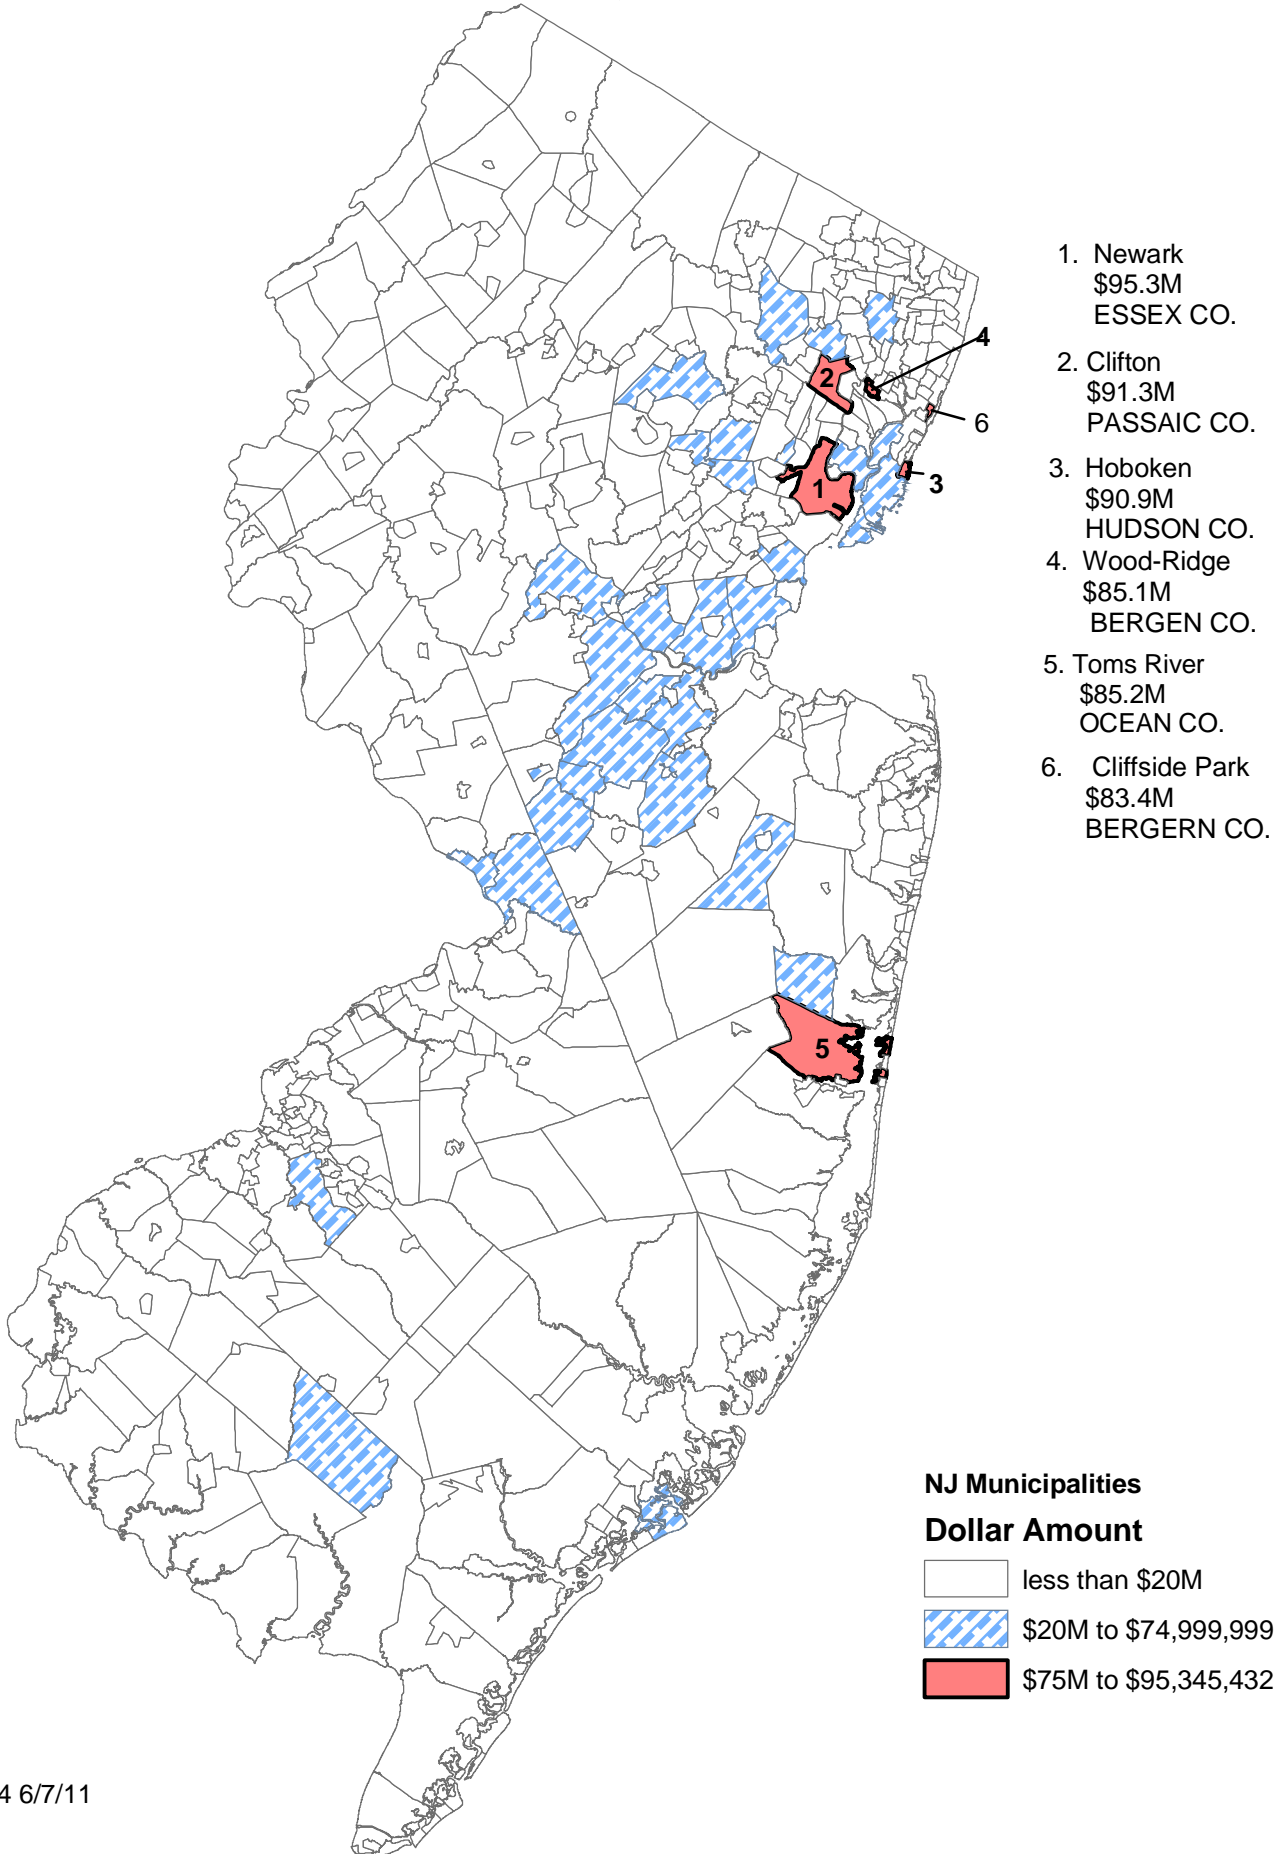 1. Newark
$95.3M
ESSEX CO.
2. Clifton
$91.3M
PASSAIC CO.
3. Hoboken
$90.9M
HUDSON CO.
4. Wood-Ridge
$85.1M
BERGEN CO.
5. Toms River
$85.2M
OCEAN CO.
6. Cliffside Park
$83.4M
BERGERN CO.
4
2
6
3
1
5
NJ Municipalities
Dollar Amount
less than $20M
$20M to $74,999,999
$75M to $95,345,432
4 6/7/11